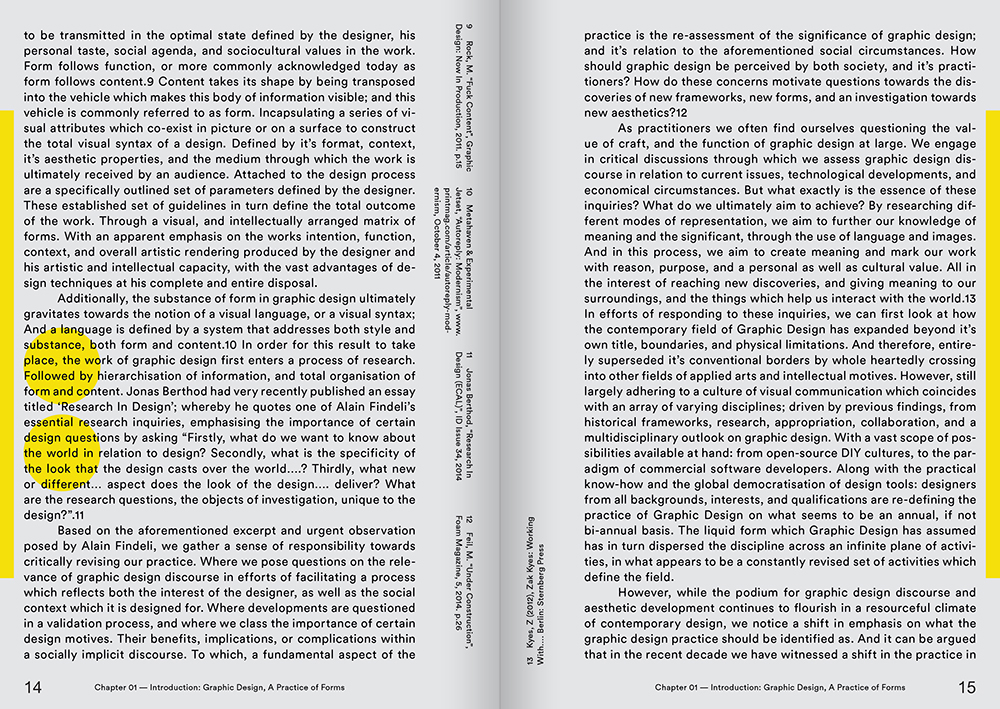 to be transmitted in the optimal state defined by the designer, his
personal taste, social agenda, and sociocultural values in the work.
Form follows function, or more commonly acknowledged today as
form follows content.9 Content takes its shape by being transposed
into the vehicle which makes this body of information visible; and this
vehicle is commonly referred to as form. Incapsulating a series of vi-
sual attributes which co-exist in picture or on a surface to construct
the total visual syntax of a design. Defined by it's format, context,
it's aesthetic properties, and the medium through which the work is
ultimately received by an audience. Attached to the design process
are a specifically outlined set of parameters defined by the designer.
These established set of guidelines in turn define the total outcome
of the work. Through a visual, and intellectually arranged matrix of
forms. With an apparent emphasis on the works intention, function,
context, and overall artistic rendering produced by the designer and
his artistic and intellectual capacity, with the vast advantages of de-
sign techniques at his complete and entire disposal.
Additionally, the substance of form in graphic design ultimately
gravitates towards the notion of a visual language, or a visual syntax;
And a language is defined by a system that addresses both style and
substance, both form and content.10 In order for this result to take
place, the work of graphic design first enters a process of research.
Followed by hierarchisation of information, and total organisation of
form and content. Jonas Berthod had very recently published an essay
titled ‘Research In Design’; whereby he quotes one of Alain Findeli's
essential research inquiries, emphasising the importance of certain
design questions by asking “Firstly, what do we want to know about
the world in relation to design? Secondly, what is the specificity of
the look that the design casts over the world....? Thirdly, what new
or different... aspect does the look of the design.... deliver? What
are the research questions, the objects of investigation, unique to the
design?”.11
Based on the aforementioned excerpt and urgent observation
posed by Alain Findeli, we gather a sense of responsibility towards
critically revising our practice. Where we pose questions on the rele-
vance of graphic design discourse in efforts of facilitating a process
which reflects both the interest of the designer, as well as the social
context which it is designed for. Where developments are questioned
in a validation process, and where we class the importance of certain
design motives. Their benefits, implications, or complications within
a socially implicit discourse. To which, a fundamental aspect of the
9 Rock, M. "Fuck Content", Graphic
Design: Now In Production, 2011. p.15
10 Metahaven & Experimental
Jetset, "Autoreply: Modernism", www.
printmag.com/article/autoreply-mod-
ernism, October 4, 2011
11 Jonas Berthod, "Research In
Design (ECAL)", ID Issue 34, 2014
12 Feil, M. "Under Construction",
Foam Magazine, 5, 2014. p.26
14
Chapter 01 — Introduction: Graphic Design, A Practice of Forms
13 Kyes, Z (2012), Zak Kyes: Working
With.... Berlin: Sternberg Press
practice is the re-assessment of the significance of graphic design;
and it's relation to the aforementioned social circumstances. How
should graphic design be perceived by both society, and it's practi-
tioners? How do these concerns motivate questions towards the dis-
coveries of new frameworks, new forms, and an investigation towards
new aesthetics?12
As practitioners we often find ourselves questioning the val-
ue of craft, and the function of graphic design at large. We engage
in critical discussions through which we assess graphic design dis-
course in relation to current issues, technological developments, and
economical circumstances. But what exactly is the essence of these
inquiries? What do we ultimately aim to achieve? By researching dif-
ferent modes of representation, we aim to further our knowledge of
meaning and the significant, through the use of language and images.
And in this process, we aim to create meaning and mark our work
with reason, purpose, and a personal as well as cultural value. All in
the interest of reaching new discoveries, and giving meaning to our
surroundings, and the things which help us interact with the world.13
In efforts of responding to these inquiries, we can first look at how
the contemporary field of Graphic Design has expanded beyond it's
own title, boundaries, and physical limitations. And therefore, entire-
ly superseded it's conventional borders by whole heartedly crossing
into other fields of applied arts and intellectual motives. However, still
largely adhering to a culture of visual communication which coincides
with an array of varying disciplines; driven by previous findings, from
historical frameworks, research, appropriation, collaboration, and a
multidisciplinary outlook on graphic design. With a vast scope of pos-
sibilities available at hand: from open-source DIY cultures, to the par-
adigm of commercial software developers. Along with the practical
know-how and the global democratisation of design tools: designers
from all backgrounds, interests, and qualifications are re-defining the
practice of Graphic Design on what seems to be an annual, if not
bi-annual basis. The liquid form which Graphic Design has assumed
has in turn dispersed the discipline across an infinite plane of activi-
ties, in what appears to be a constantly revised set of activities which
define the field.
However, while the podium for graphic design discourse and
aesthetic development continues to flourish in a resourceful climate
of contemporary design, we notice a shift in emphasis on what the
graphic design practice should be identified as. And it can be argued
that in the recent decade we have witnessed a shift in the practice in
Chapter 01 — Introduction: Graphic Design, A Practice of Forms
15